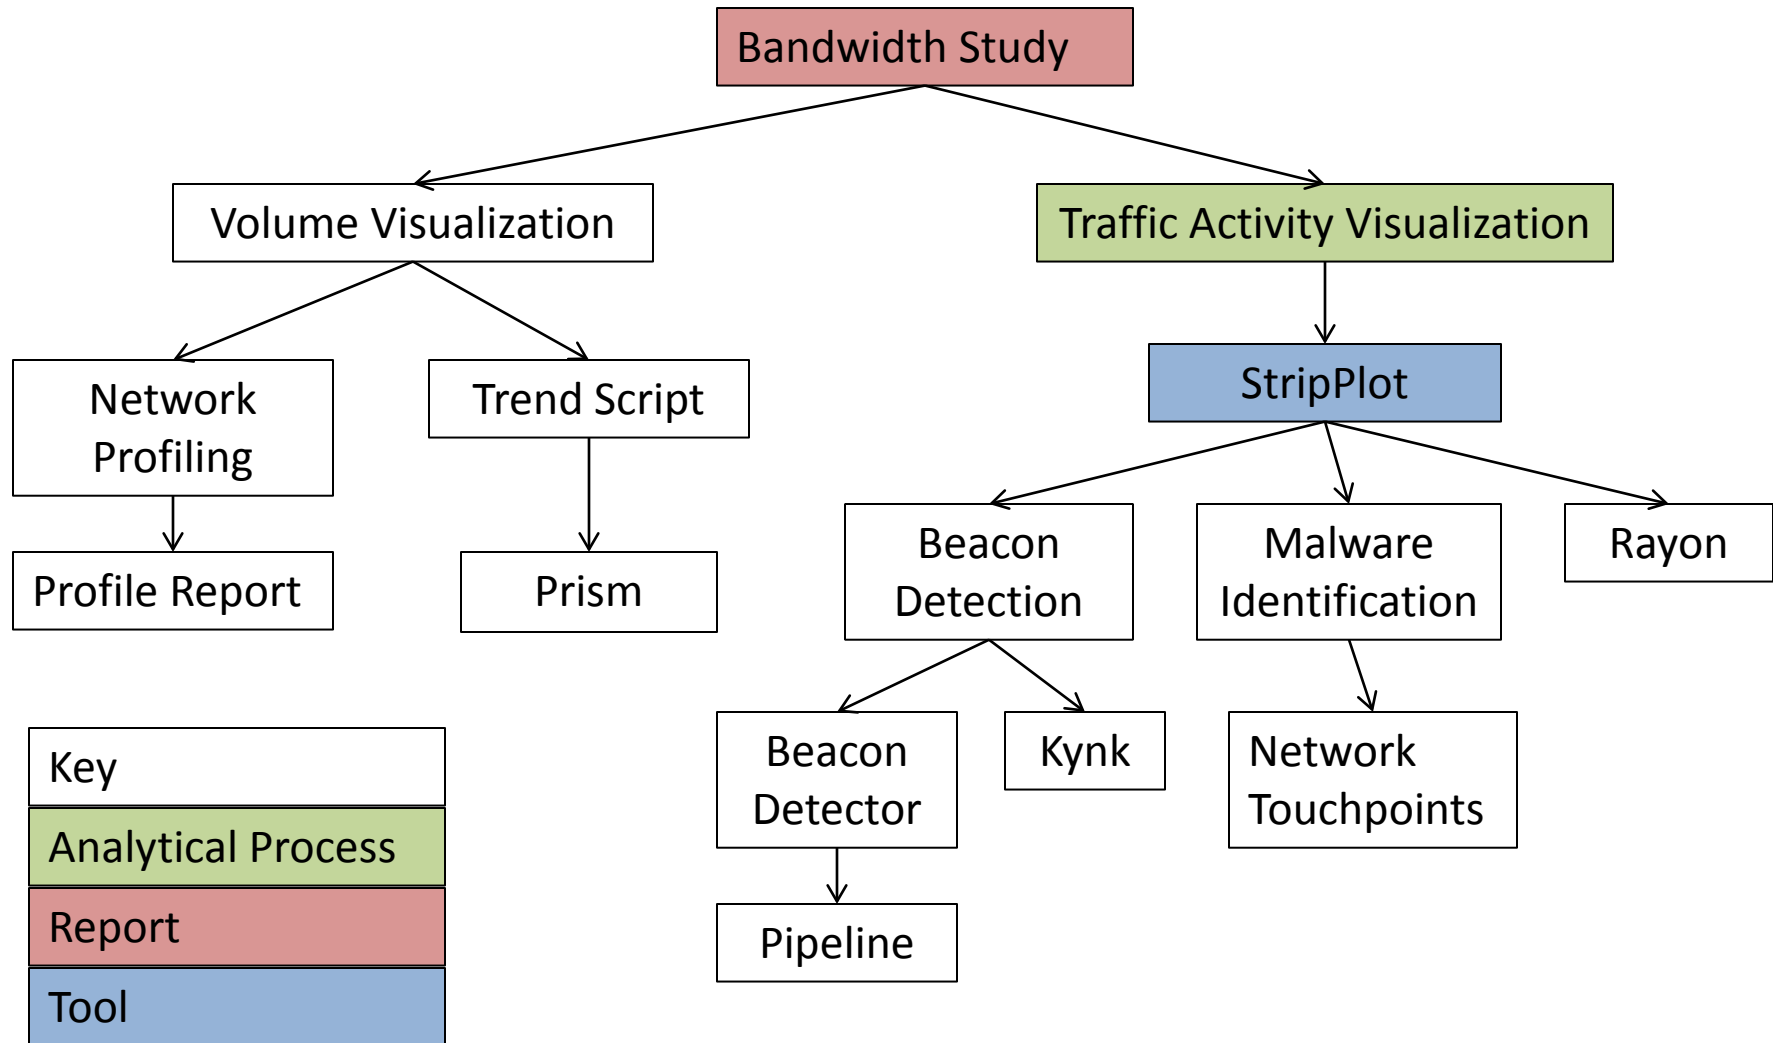 Bandwidth Study
Volume Visualization
Traffic Activity Visualization
Network
Profiling
Trend Script
StripPlot
Profile Report
Prism
Beacon
Detection
Malware
Identification
Rayon
Beacon
Detector
Kynk
Network
Touchpoints
Pipeline
Key
Analytical Process
Report
Tool